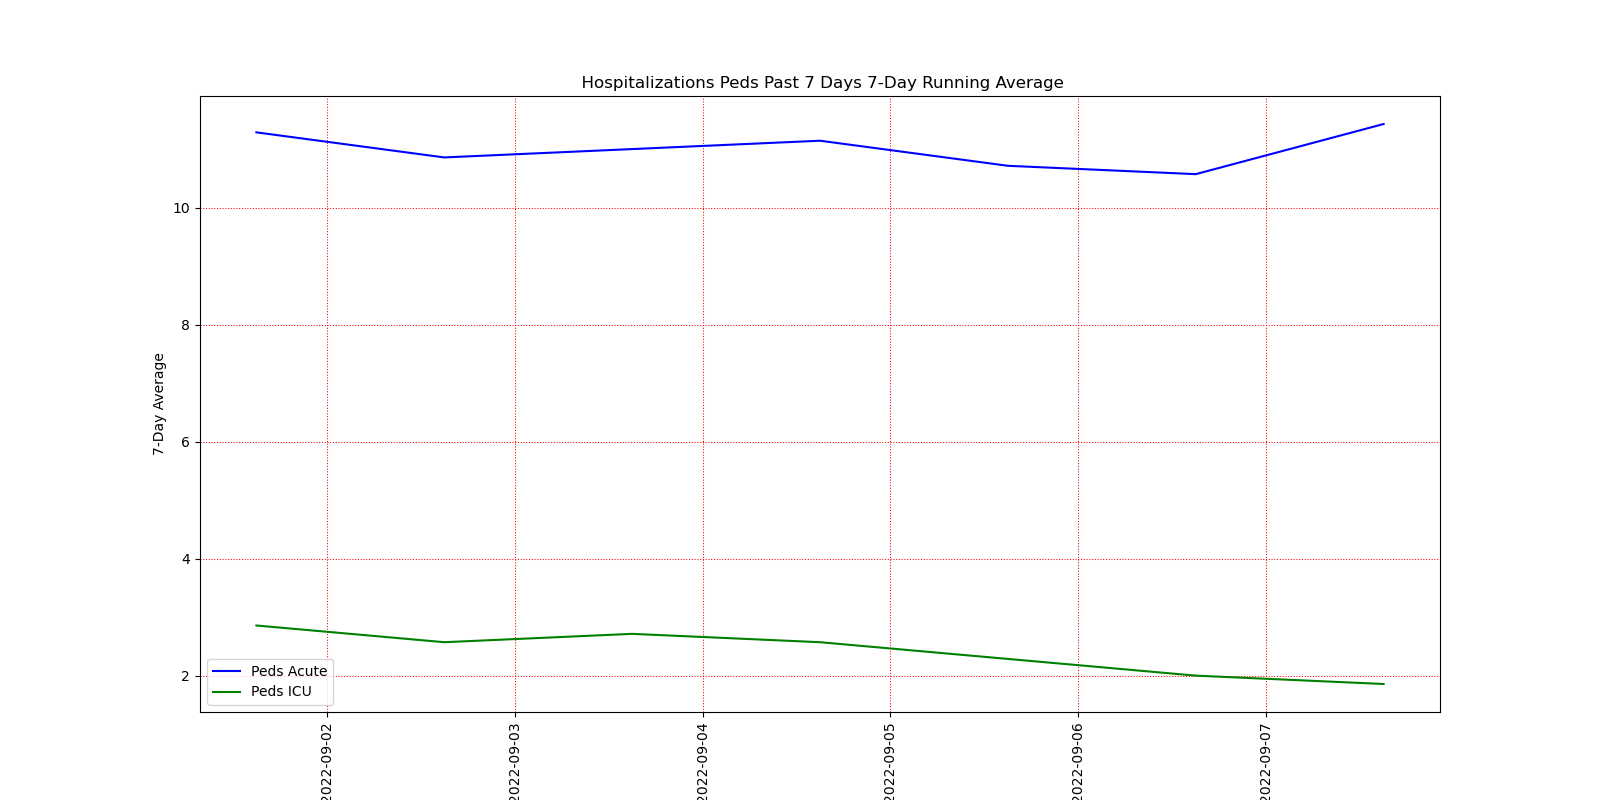 Hospitalizations Peds Past 7 Days 7-Day Running Average
7-Day Average
10
8
6
4
2
Peds Acute
Peds ICU
2022-09-02
2022-09-03
2022-09-04
2022-09-05
2022-09-06
2022-09-07